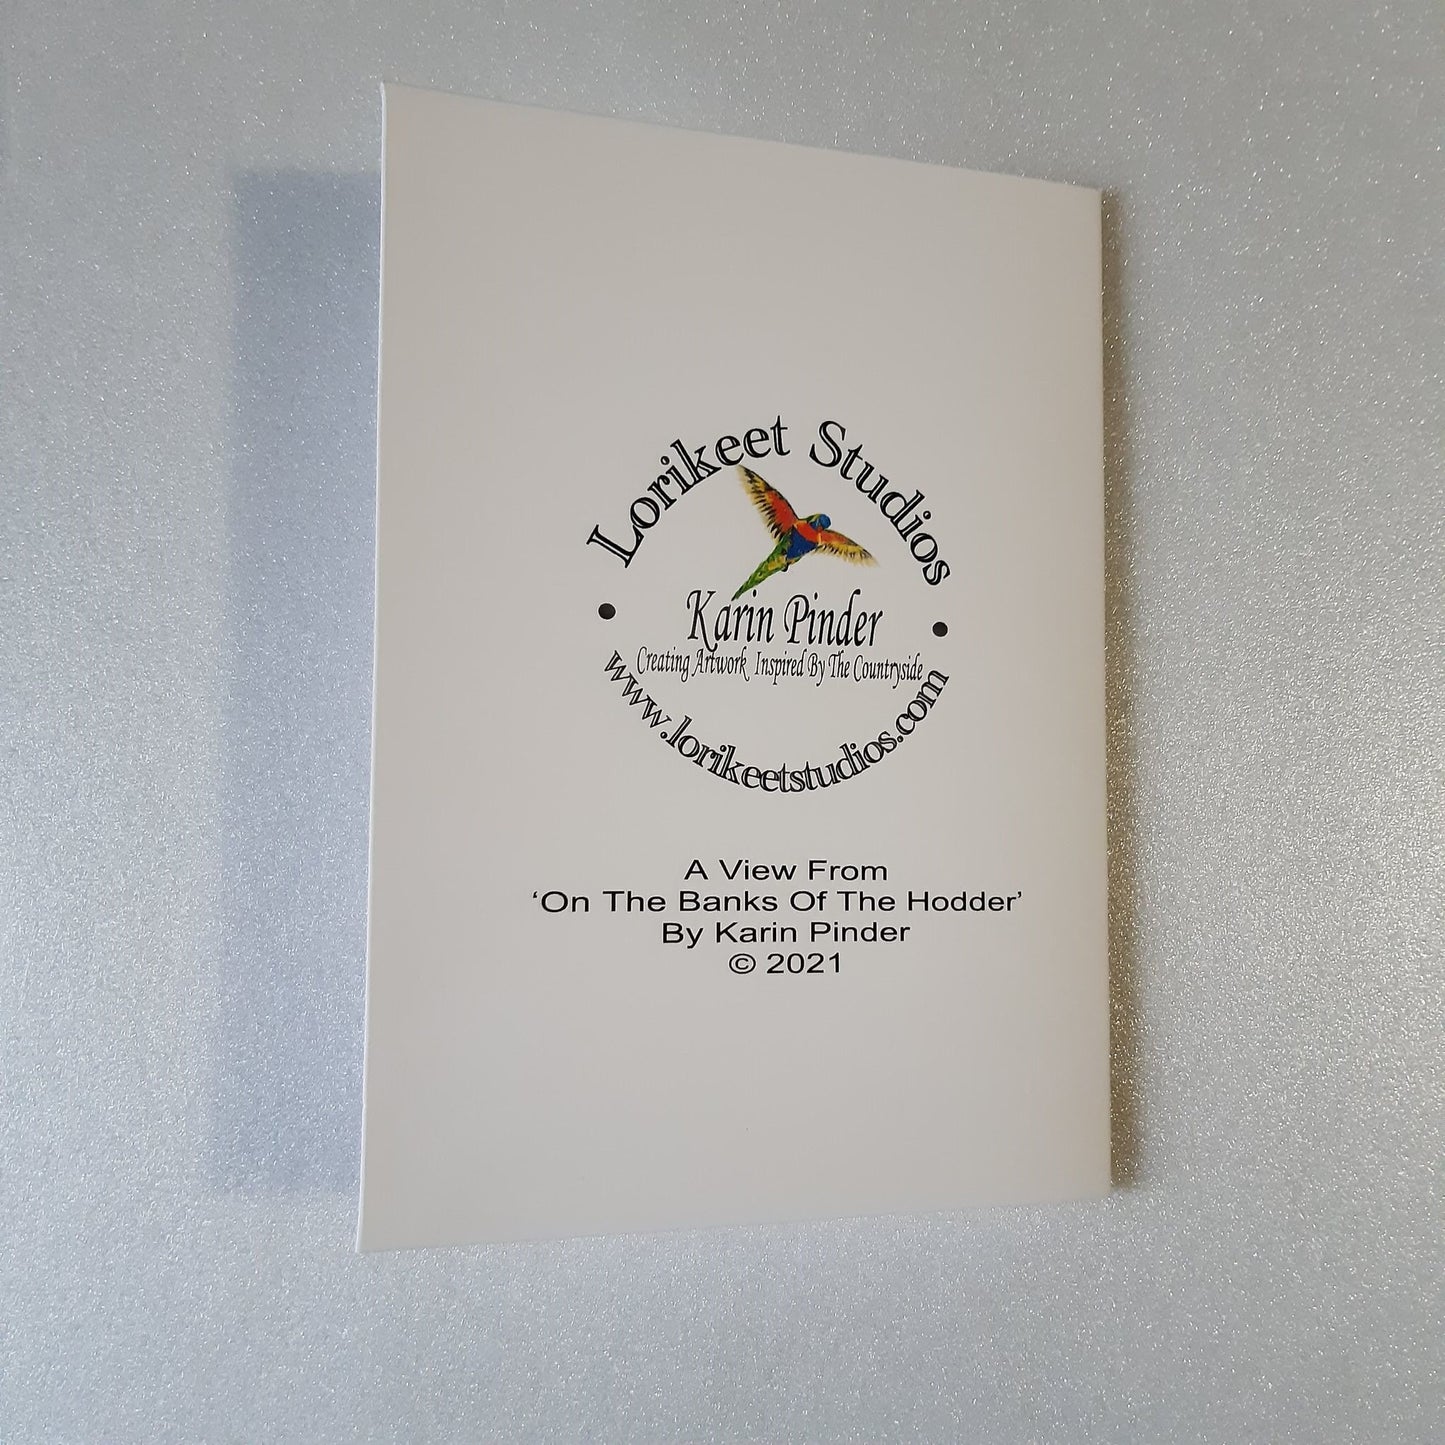 Lorikeet Studios
Karin Pinder
Creating Artwork Inspired By The Countryside
www.lorikeetstudios.com
A View From
‘On The Banks Of The Hodder’
By Karin Pinder
© 2021